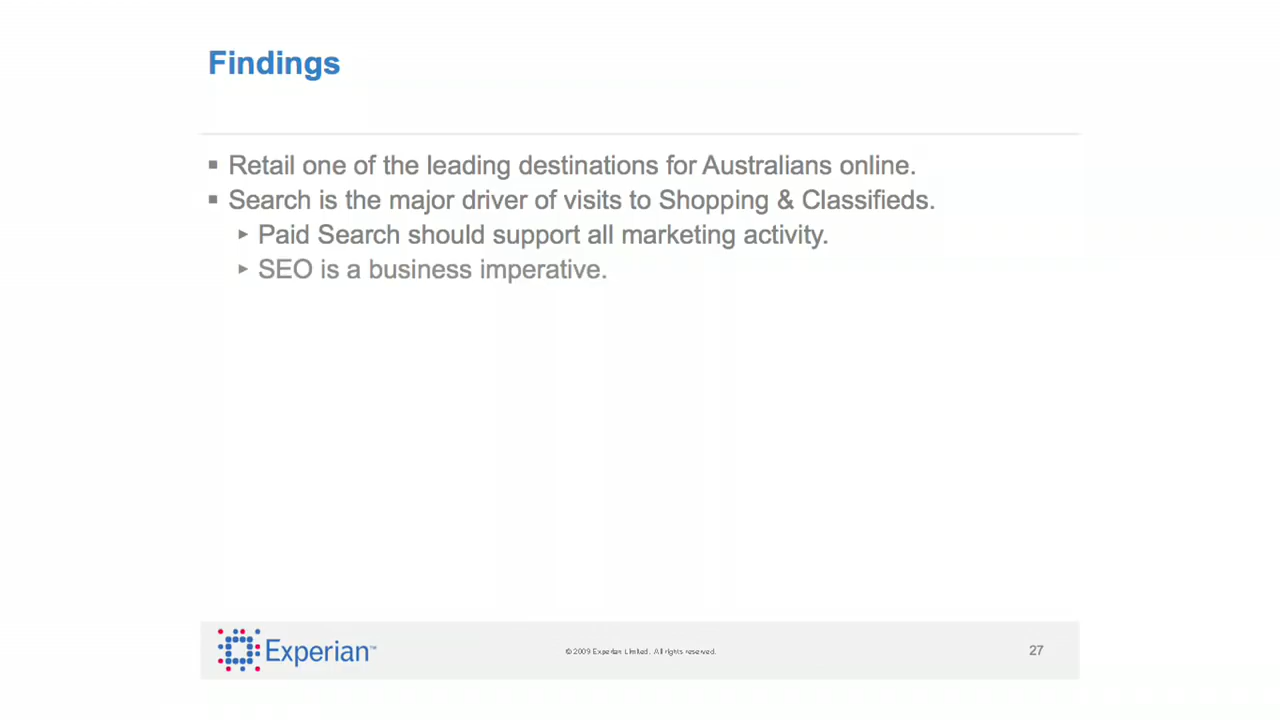 Findings
▪ Retail one of the leading destinations for Australians online.
▪ Search is the major driver of visits to Shopping & Classifieds.
▸ Paid Search should support all marketing activity.
▸ SEO is a business imperative.
Experian™
© 2009 Experian Limited. All rights reserved.
27